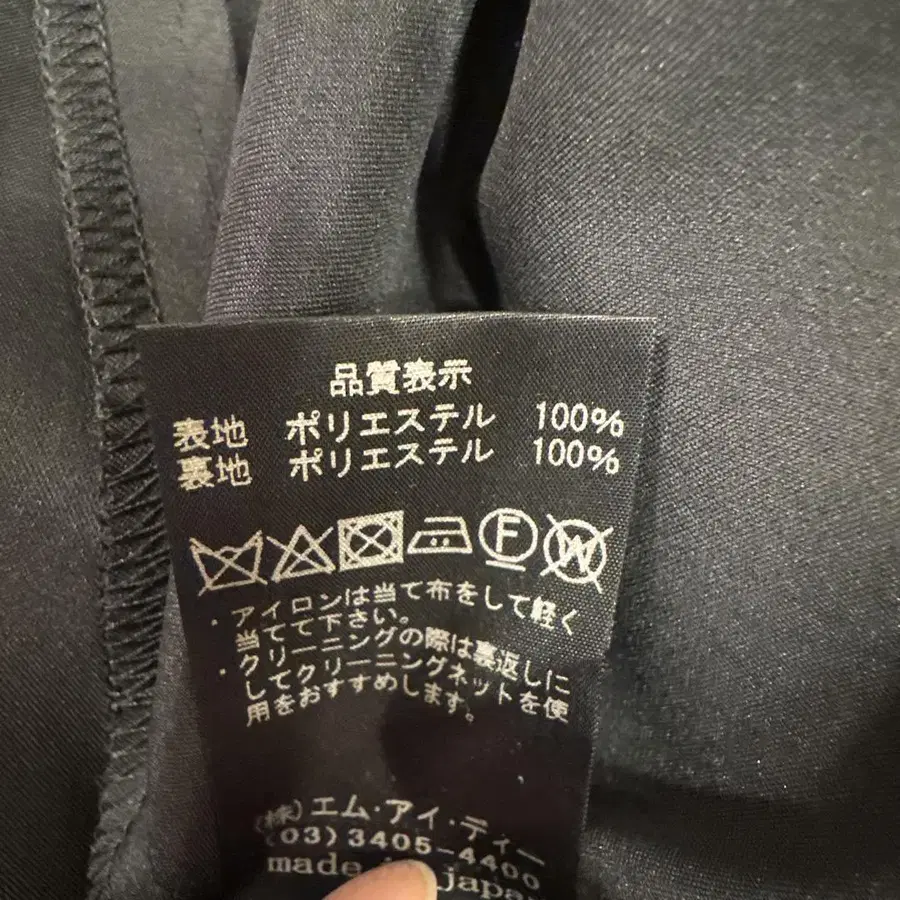 品質表示
表地 ポリエステル 100%
裏地 ポリエステル 100%
F W
・アイロンは当て布をして軽く
当てて下さい。
・クリーニングの際は裏返しに
してクリーニングネットを使
用をおすすめします。
(株)エム・アイ・ディー
(03)3405-4400
made in japan